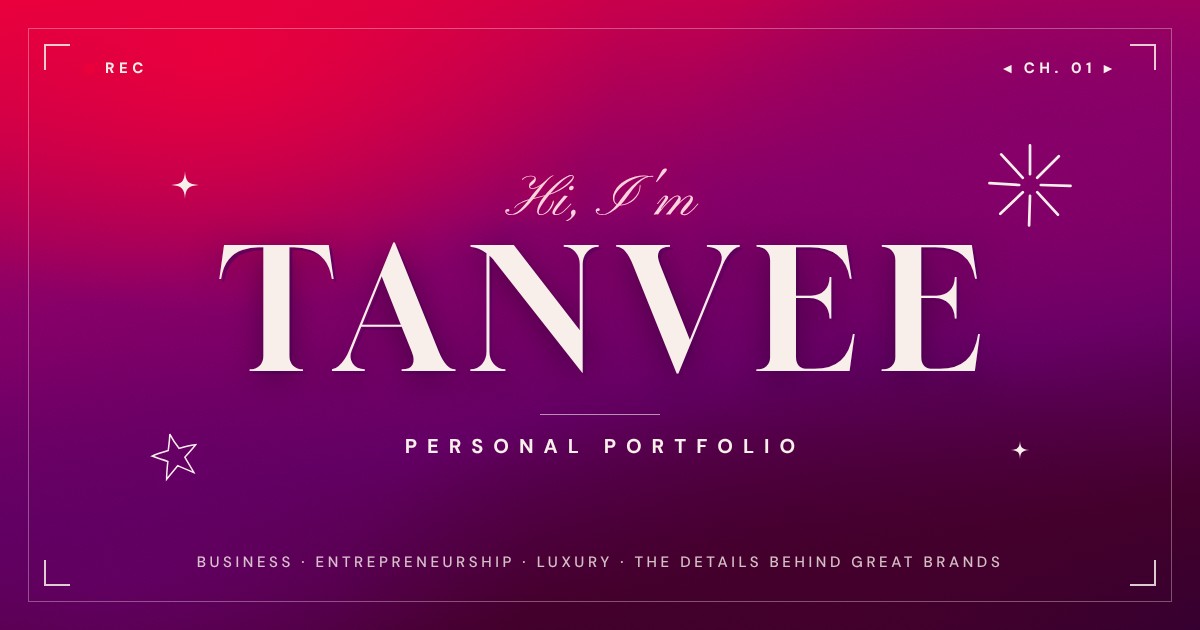 REC
◄ CH. 01 ►
Hi, I'm
TANVEE
PERSONAL PORTFOLIO
BUSINESS · ENTREPRENEURSHIP · LUXURY · THE DETAILS BEHIND GREAT BRANDS